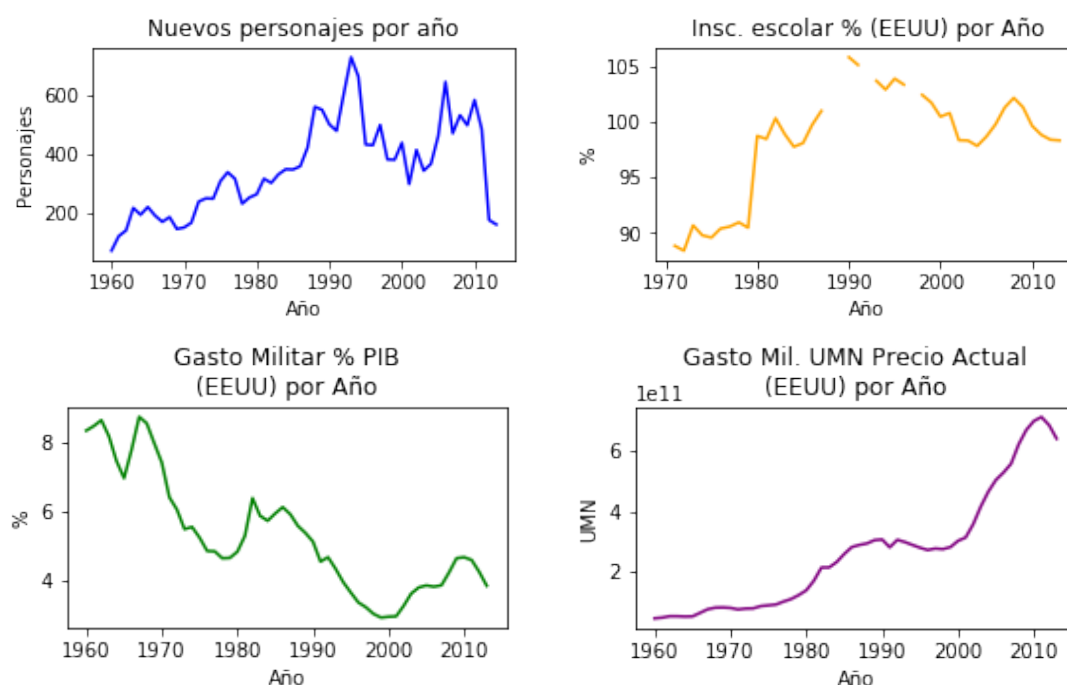 Nuevos personajes por año
Personajes
600
400
200
1960 1970 1980 1990 2000 2010
Año
Insc. escolar % (EEUU) por Año
%
105
100
95
90
1970 1980 1990 2000 2010
Año
Gasto Militar % PIB
(EEUU) por Año
%
8
6
4
1960 1970 1980 1990 2000 2010
Año
Gasto Mil. UMN Precio Actual
(EEUU) por Año
1e11
UMN
6
4
2
1960 1970 1980 1990 2000 2010
Año